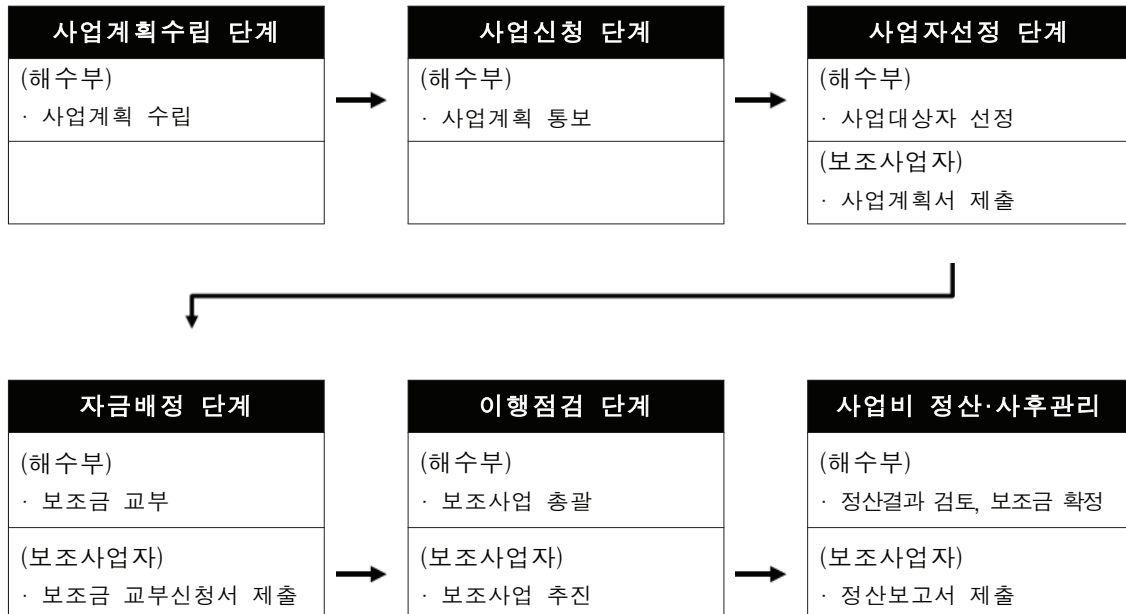 사업계획수립 단계
(해수부)
· 사업계획 수립
사업신청 단계
(해수부)
· 사업계획 통보
사업자선정 단계
(해수부)
· 사업대상자 선정
(보조사업자)
· 사업계획서 제출
자금배정 단계
(해수부)
· 보조금 교부
(보조사업자)
· 보조금 교부신청서 제출
이행점검 단계
(해수부)
· 보조사업 총괄
(보조사업자)
· 보조사업 추진
사업비 정산·사후관리
(해수부)
· 정산결과 검토, 보조금 확정
(보조사업자)
· 정산보고서 제출